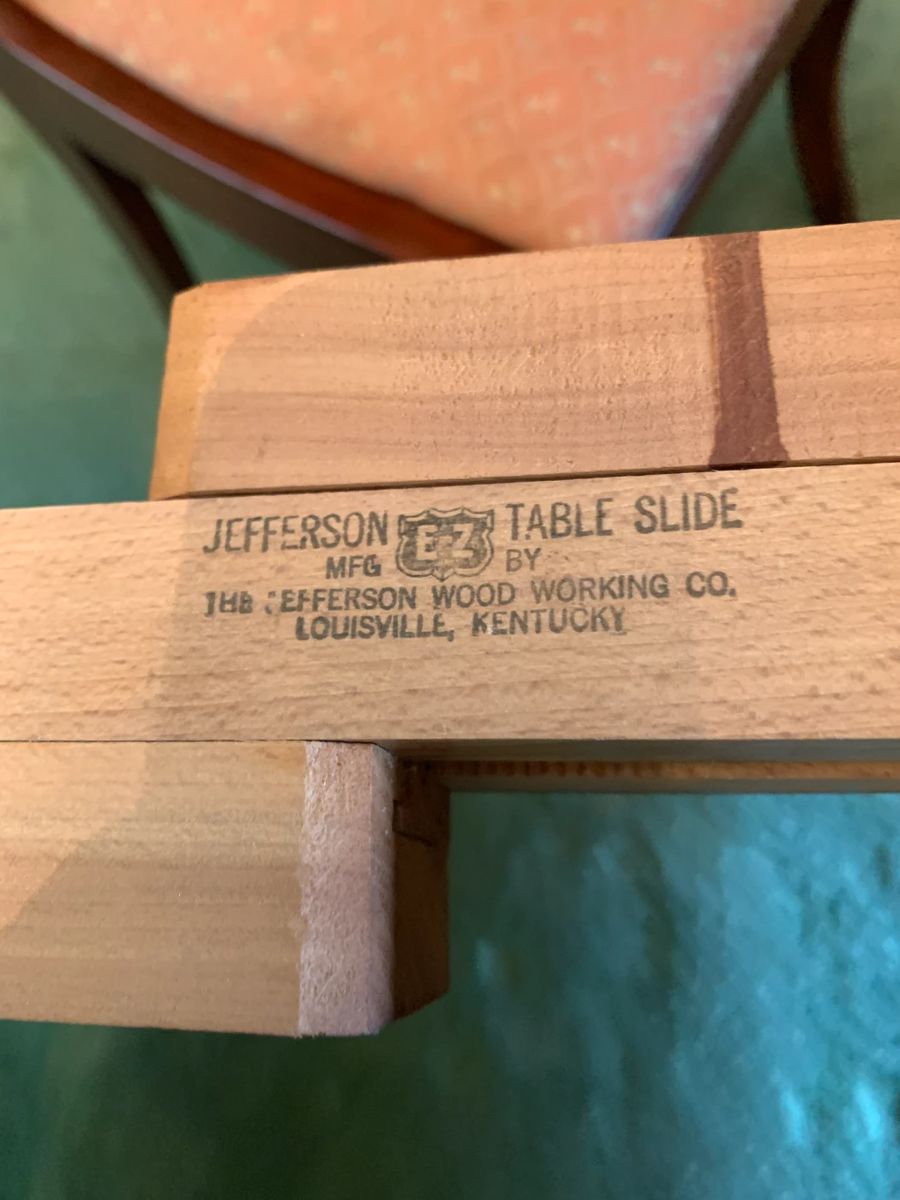 JEFFERSON EZ TABLE SLIDE
MFG BY
THE JEFFERSON WOOD WORKING CO.
LOUISVILLE, KENTUCKY